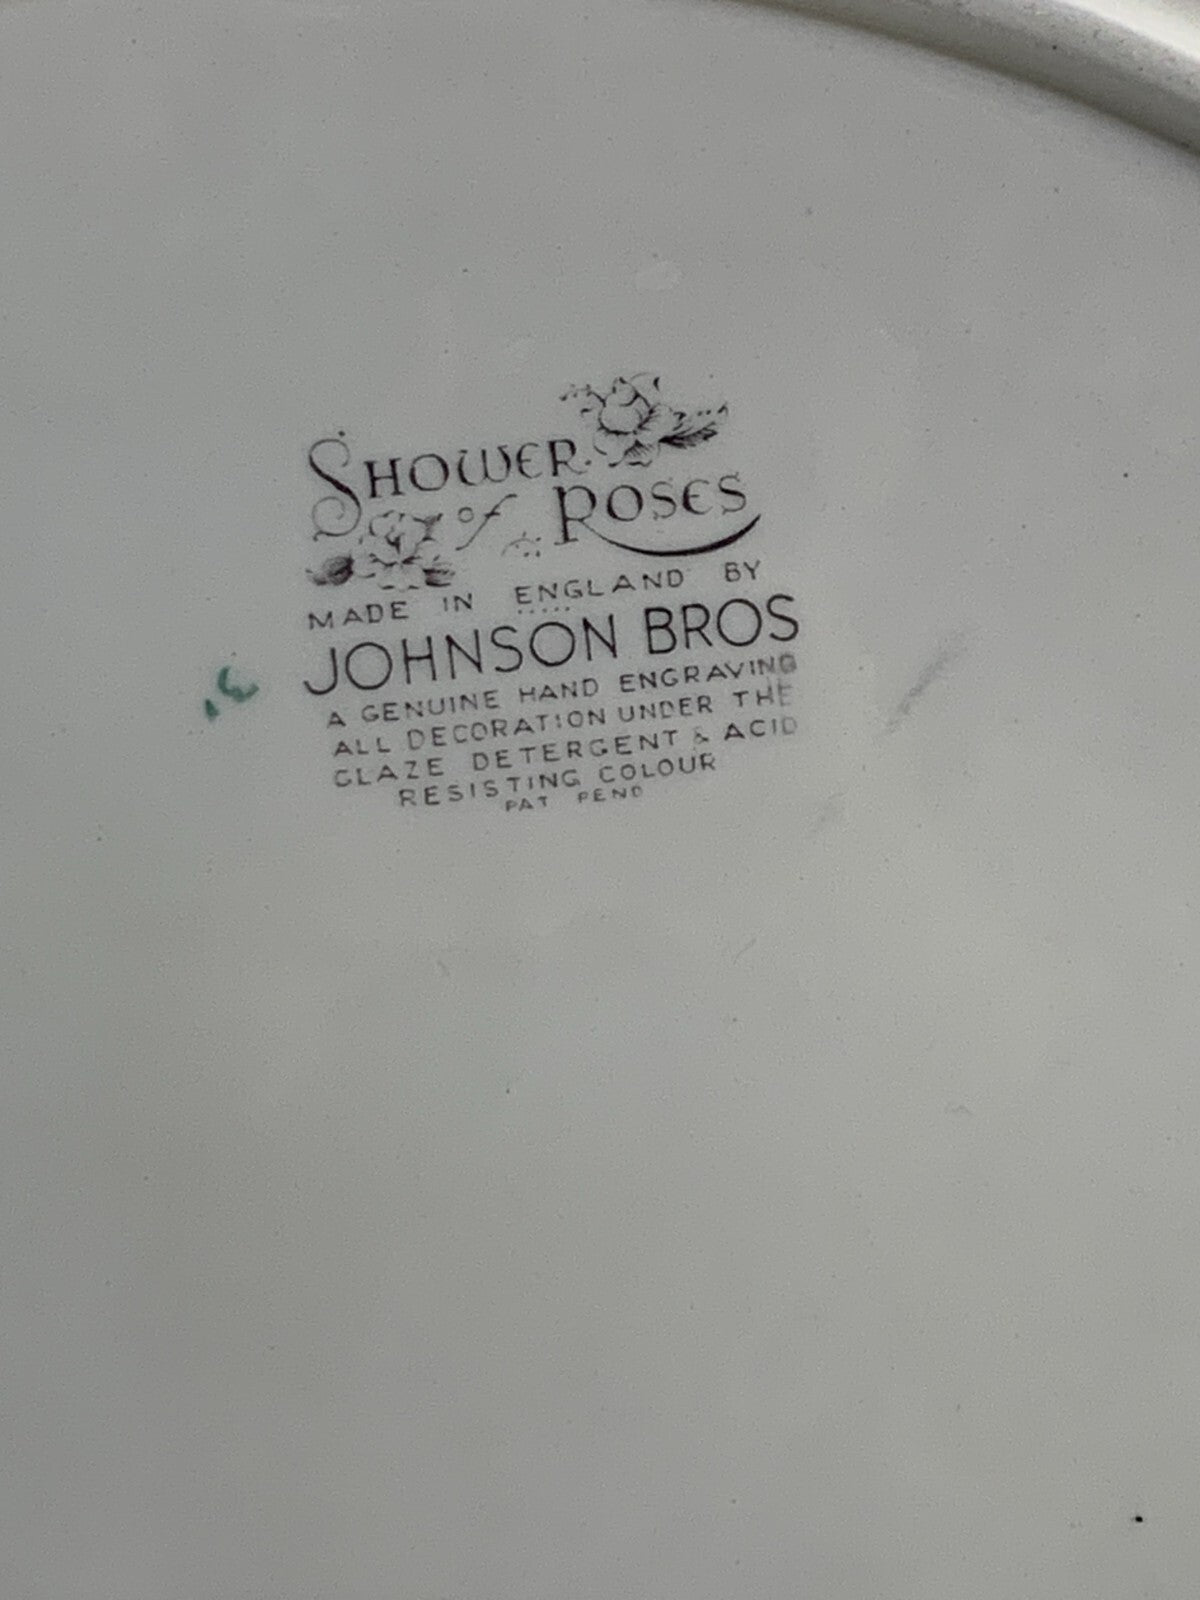 SHOWER
of ROSES
MADE IN ENGLAND BY
JOHNSON BROS
A GENUINE HAND ENGRAVING
ALL DECORATION UNDER THE
GLAZE DETERGENT & ACID
RESISTING COLOUR
PAT PEND